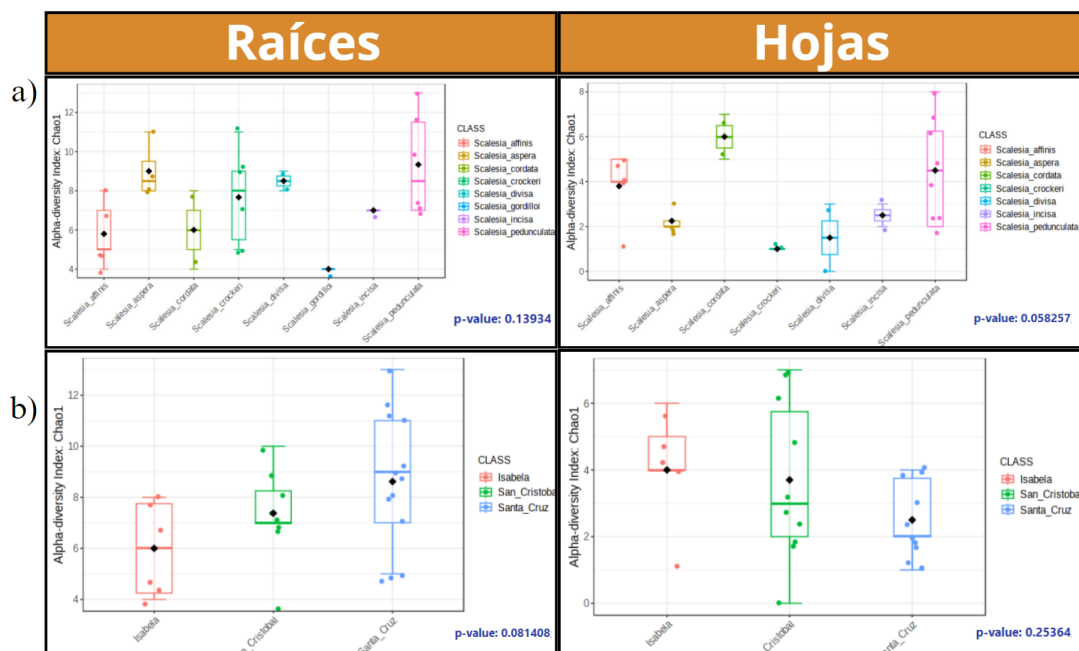 Raíces
Hojas
a)
Alpha-diversity Index: Chao1
12
10
8
6
4
Scalesia_affinis
Scalesia_aspera
Scalesia_cordata
Scalesia_crockeri
Scalesia_divisa
Scalesia_gordilloi
Scalesia_incisa
Scalesia_pedunculata
CLASS
Scalesia_affinis
Scalesia_aspera
Scalesia_cordata
Scalesia_crockeri
Scalesia_divisa
Scalesia_gordilloi
Scalesia_incisa
Scalesia_pedunculata
p-value: 0.13934
Alpha-diversity Index: Chao1
8
6
4
2
0
Scalesia_affinis
Scalesia_aspera
Scalesia_cordata
Scalesia_crockeri
Scalesia_divisa
Scalesia_incisa
Scalesia_pedunculata
CLASS
Scalesia_affinis
Scalesia_aspera
Scalesia_cordata
Scalesia_crockeri
Scalesia_divisa
Scalesia_incisa
Scalesia_pedunculata
p-value: 0.058257
b)
Alpha-diversity Index: Chao1
12
10
8
6
4
Isabela
_Cristobal
Santa_Cruz
CLASS
Isabela
San_Cristoba
Santa_Cruz
p-value: 0.081408
Alpha-diversity Index: Chao1
6
4
2
0
Isabela
Cristobal
anta_Cruz
CLASS
Isabela
San_Cristobal
Santa_Cruz
p-value: 0.25364